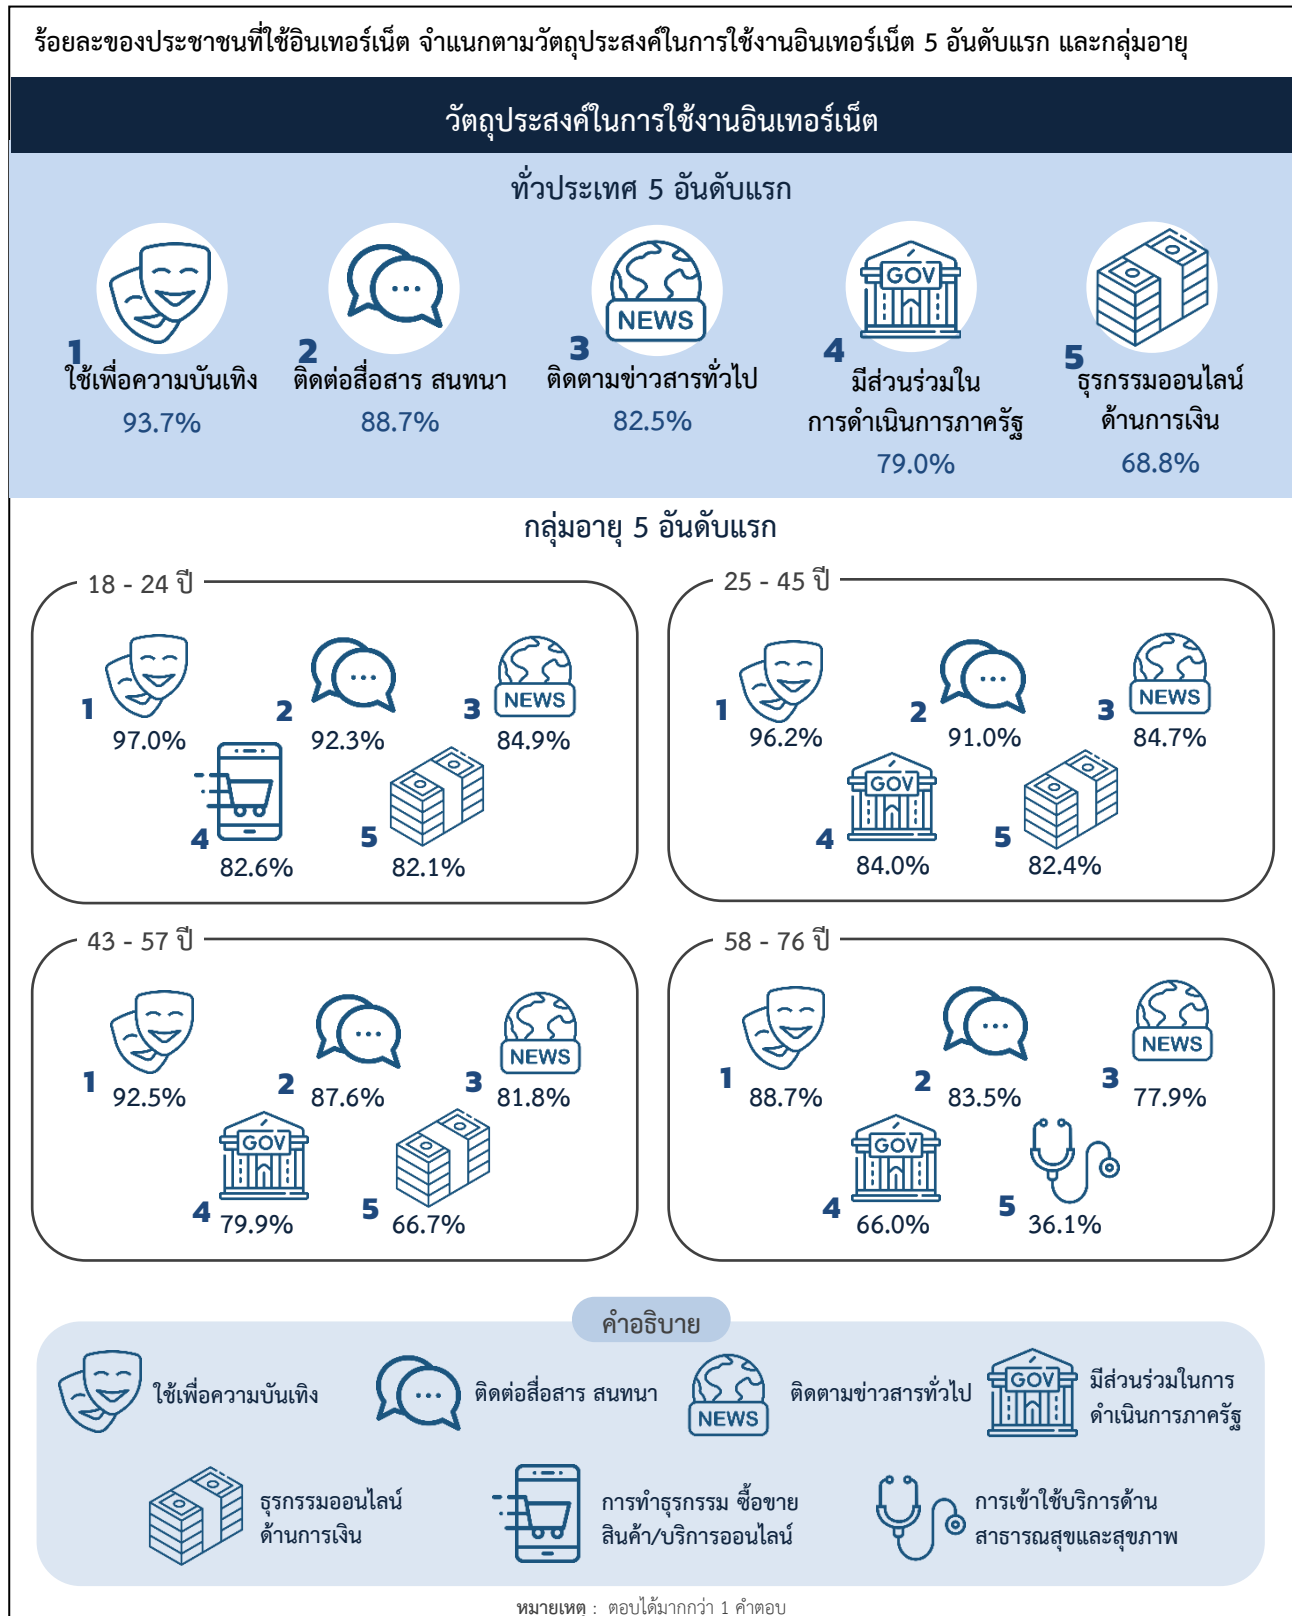 ร้อยละของประชาชนที่ใช้อินเทอร์เน็ต จำแนกตามวัตถุประสงค์ในการใช้งานอินเทอร์เน็ต 5 อันดับแรก และกลุ่มอายุ
วัตถุประสงค์ในการใช้งานอินเทอร์เน็ต
ทั่วประเทศ 5 อันดับแรก
NEWS
GOV
1
2
3
4
5
ใช้เพื่อความบันเทิง
93.7%
ติดต่อสื่อสาร สนทนา
88.7%
ติดตามข่าวสารทั่วไป
82.5%
มีส่วนร่วมใน
การดำเนินการภาครัฐ
79.0%
ธุรกรรมออนไลน์
ด้านการเงิน
68.8%
กลุ่มอายุ 5 อันดับแรก
18 - 24 ปี
NEWS
1
2
3
97.0%
92.3%
84.9%
4
5
82.6%
82.1%
25 - 45 ปี
NEWS
1
2
3
96.2%
91.0%
84.7%
GOV
4
5
84.0%
82.4%
43 - 57 ปี
NEWS
1
2
3
92.5%
87.6%
81.8%
GOV
4
5
79.9%
66.7%
58 - 76 ปี
NEWS
1
2
3
88.7%
83.5%
77.9%
GOV
4
5
66.0%
36.1%
คำอธิบาย
ใช้เพื่อความบันเทิง
ติดต่อสื่อสาร สนทนา
NEWS
ติดตามข่าวสารทั่วไป
GOV
มีส่วนร่วมในการ
ดำเนินการภาครัฐ
ธุรกรรมออนไลน์
ด้านการเงิน
การทำธุรกรรม ซื้อขาย
สินค้า/บริการออนไลน์
การเข้าใช้บริการด้าน
สาธารณสุขและสุขภาพ
หมายเหตุ : ตอบได้มากกว่า 1 คำตอบ